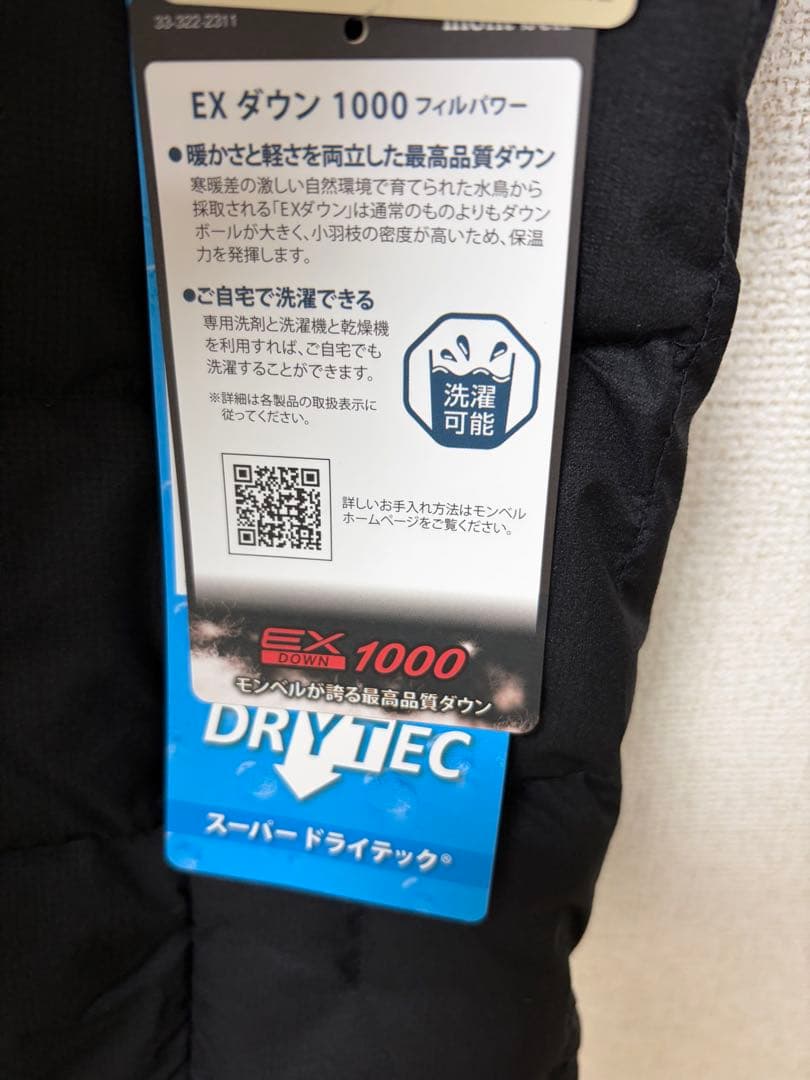 33-322-2311
mont-bell
EX ダウン 1000 フィルパワー
●暖かさと軽さを両立した最高品質ダウン
寒暖差の激しい自然環境で育てられた水鳥から
採取される「EXダウン」は通常のものよりもダウン
ボールが大きく、小羽枝の密度が高いため、保温
力を発揮します。
●ご自宅で洗濯できる
専用洗剤と洗濯機と乾燥機
を利用すれば、ご自宅でも
洗濯することができます。
※詳細は各製品の取扱表示に
従ってください。
洗濯
可能
詳しいお手入れ方法はモンベル
ホームページをご覧ください。
EX
DOWN
1000
モンベルが誇る最高品質ダウン
DRYTEC
スーパー ドライテック®